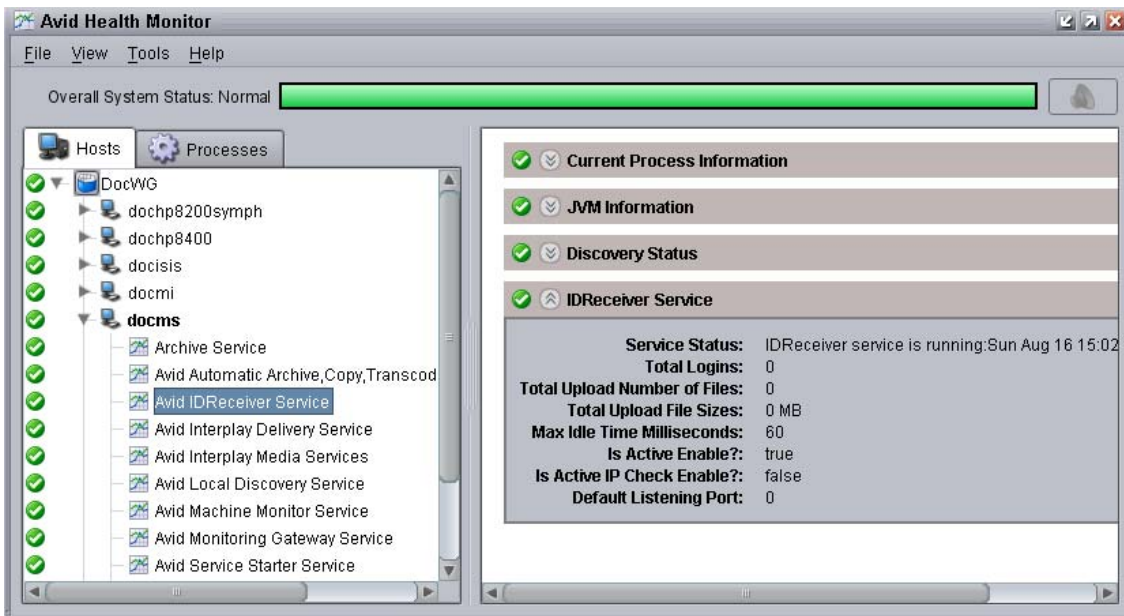 Avid Health Monitor
File View Tools Help
Overall System Status: Normal
Hosts Processes
DocWG
dochp8200symph
dochp8400
docisis
docmi
docms
Archive Service
Avid Automatic Archive,Copy,Transcod
Avid IDReceiver Service
Avid Interplay Delivery Service
Avid Interplay Media Services
Avid Local Discovery Service
Avid Machine Monitor Service
Avid Monitoring Gateway Service
Avid Service Starter Service
Current Process Information
JVM Information
Discovery Status
IDReceiver Service
Service Status: IDReceiver service is running:Sun Aug 16 15:02
Total Logins: 0
Total Upload Number of Files: 0
Total Upload File Sizes: 0 MB
Max Idle Time Milliseconds: 60
Is Active Enable?: true
Is Active IP Check Enable?: false
Default Listening Port: 0